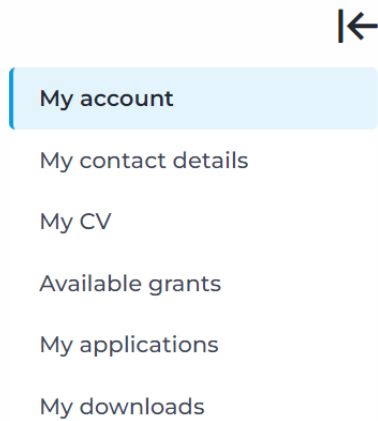 My account
My contact details
My CV
Available grants
My applications
My downloads